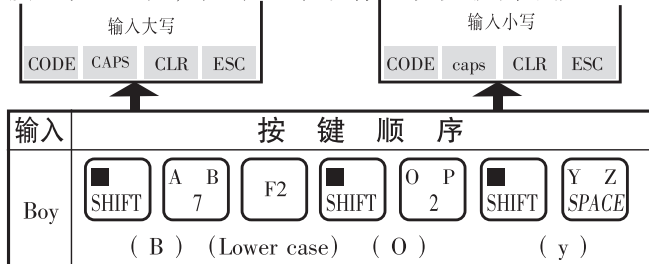 输入大写
输入小写
CODE CAPS CLR ESC
CODE caps CLR ESC
输入 按键顺序
Boy
SHIFT
A B
7
F2
SHIFT
O P
2
SHIFT
Y Z
SPACE
( B ) (Lower case) ( O ) ( y )